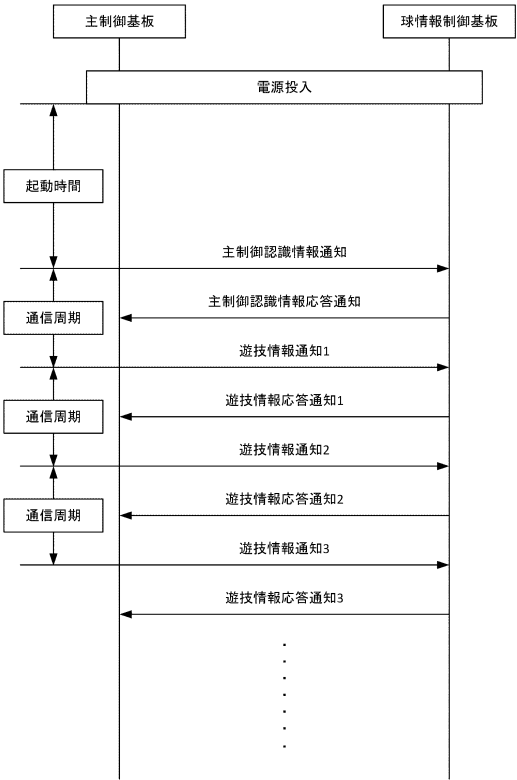 主制御基板
球情報制御基板
電源投入
起動時間
主制御認識情報通知
主制御認識情報応答通知
通信周期
遊技情報通知1
遊技情報応答通知1
通信周期
遊技情報通知2
遊技情報応答通知2
通信周期
遊技情報通知3
遊技情報応答通知3